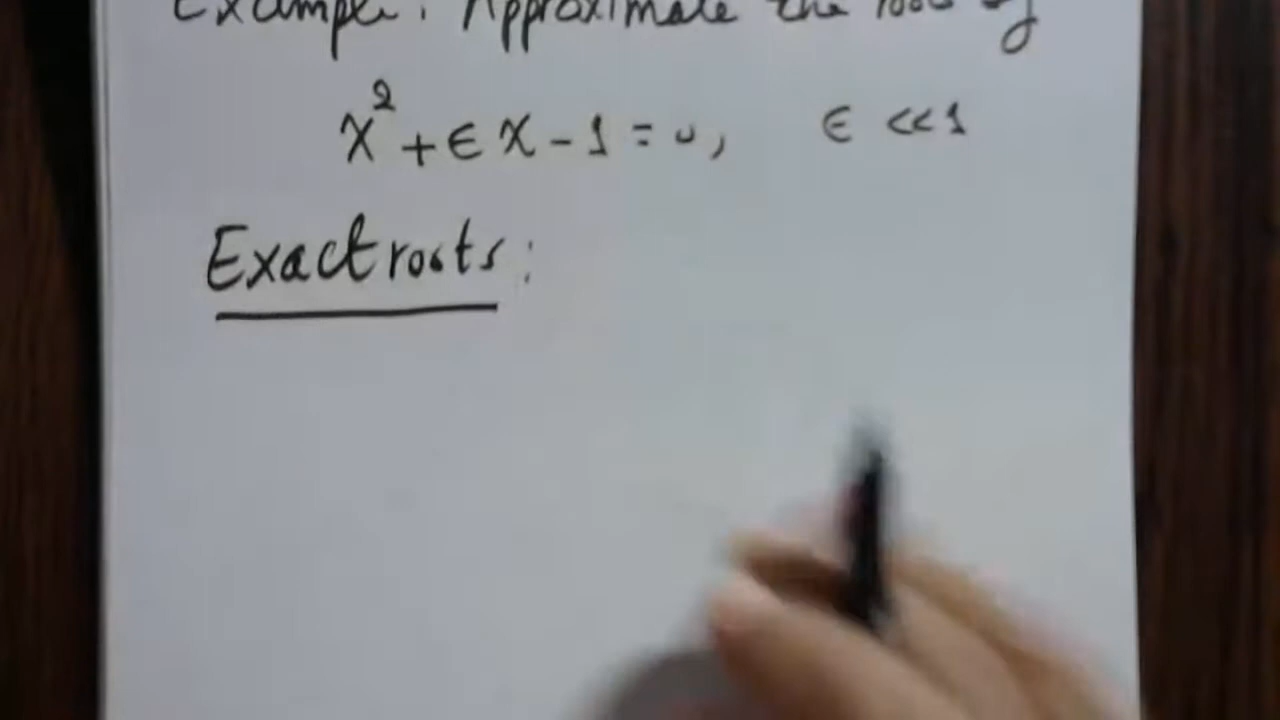 Example: Approximate the roots of
x² + ϵ x - 1 = 0, ϵ << 1
Exact roots: